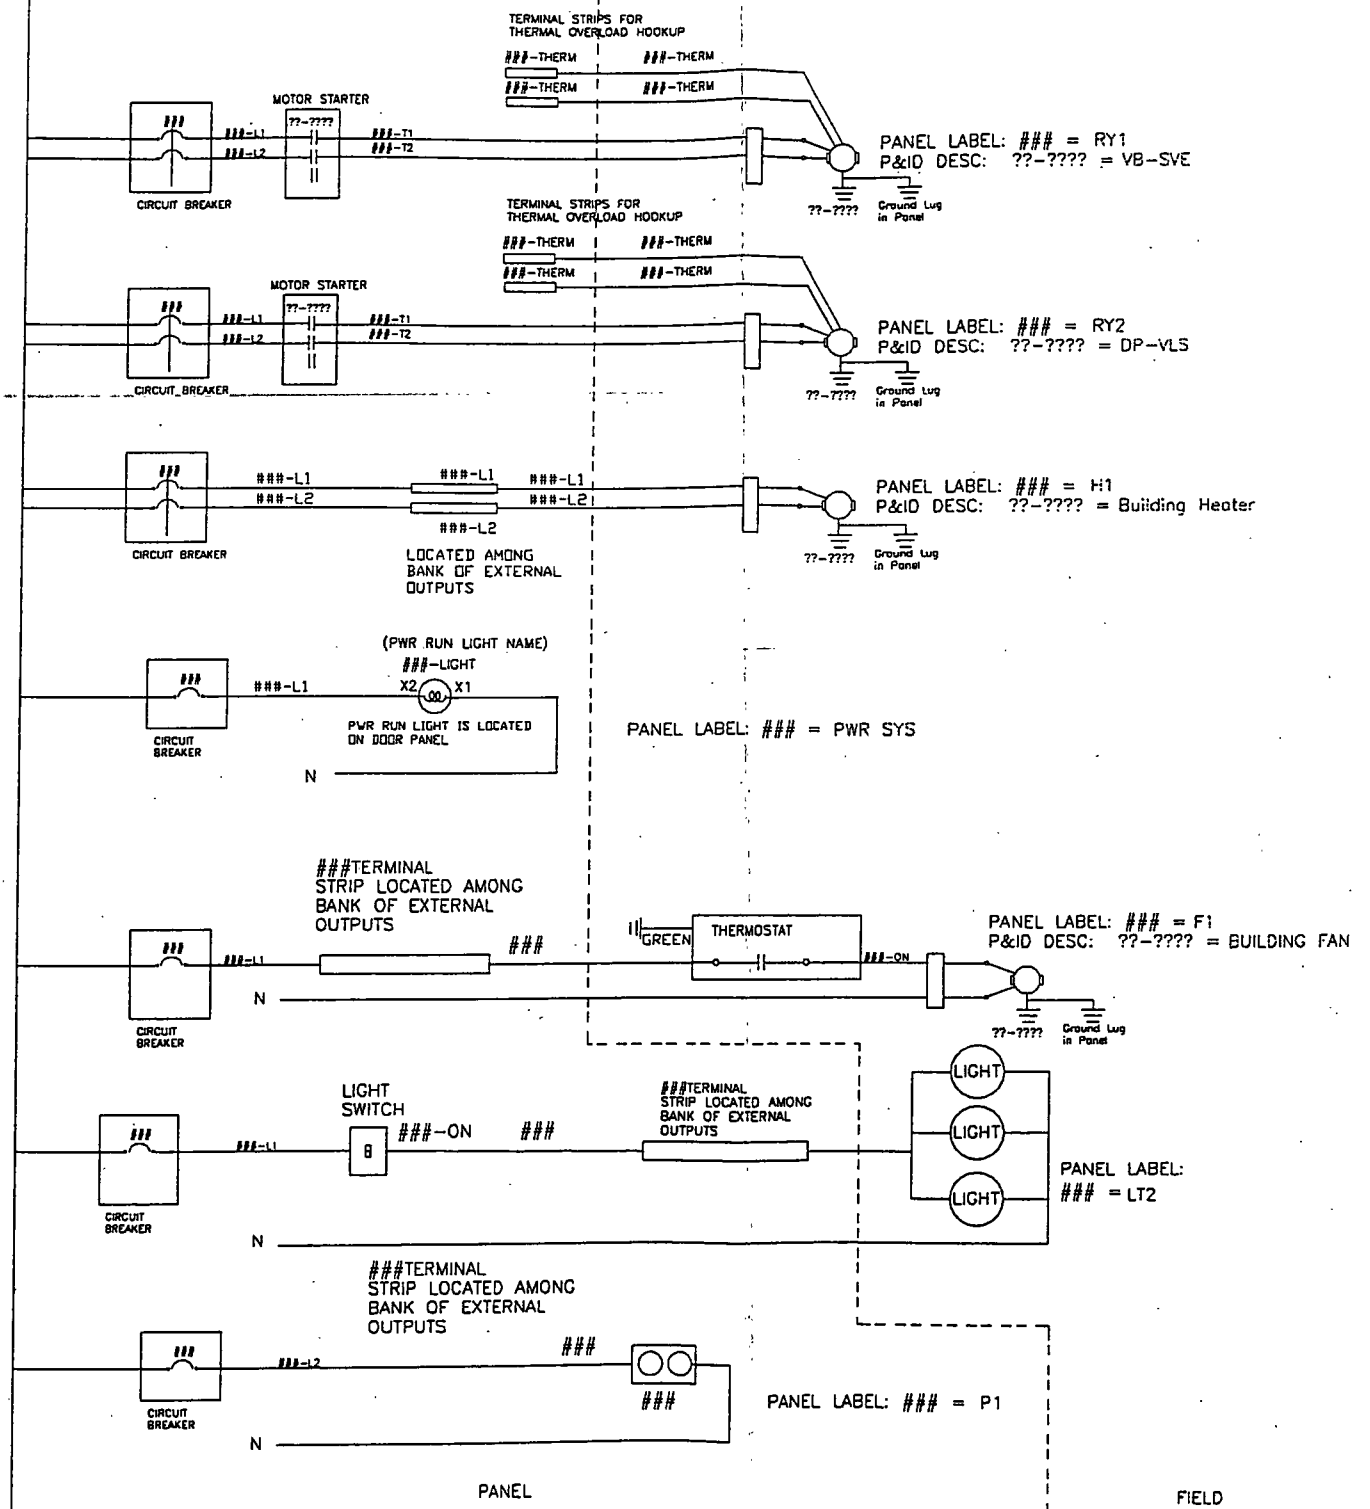 TERMINAL STRIPS FOR
THERMAL OVERLOAD HOOKUP
###-THERM ###-THERM
###-THERM ###-THERM
MOTOR STARTER
###
??-????
###-L1 ###-T1
###-L2 ###-T2
CIRCUIT BREAKER
PANEL LABEL: ### = RY1
P&ID DESC: ??-???? = VB-SVE
??-????
Ground Lug
in Panel
TERMINAL STRIPS FOR
THERMAL OVERLOAD HOOKUP
###-THERM ###-THERM
###-THERM ###-THERM
MOTOR STARTER
###
??-????
###-L1 ###-T1
###-L2 ###-T2
CIRCUIT BREAKER
PANEL LABEL: ### = RY2
P&ID DESC: ??-???? = DP-VLS
??-????
Ground Lug
in Panel
###
###-L1 ###-L1 ###-L1
###-L2 ###-L2
###-L2
CIRCUIT BREAKER
LOCATED AMONG
BANK OF EXTERNAL
OUTPUTS
PANEL LABEL: ### = H1
P&ID DESC: ??-???? = Building Heater
??-????
Ground Lug
in Panel
(PWR RUN LIGHT NAME)
###-LIGHT
###
###-L1
X2 X1
PWR RUN LIGHT IS LOCATED
ON DOOR PANEL
CIRCUIT
BREAKER
N
PANEL LABEL: ### = PWR SYS
###TERMINAL
STRIP LOCATED AMONG
BANK OF EXTERNAL
OUTPUTS
###
###-L1
###
GREEN
THERMOSTAT
###-ON
N
CIRCUIT
BREAKER
PANEL LABEL: ### = F1
P&ID DESC: ??-???? = BUILDING FAN
??-????
Ground Lug
in Panel
LIGHT
SWITCH
###
###-L1
###-ON ###
###TERMINAL
STRIP LOCATED AMONG
BANK OF EXTERNAL
OUTPUTS
LIGHT
LIGHT
LIGHT
CIRCUIT
BREAKER
N
PANEL LABEL:
### = LT2
###TERMINAL
STRIP LOCATED AMONG
BANK OF EXTERNAL
OUTPUTS
###
###-L2
###
###
CIRCUIT
BREAKER
N
PANEL LABEL: ### = P1
PANEL
FIELD